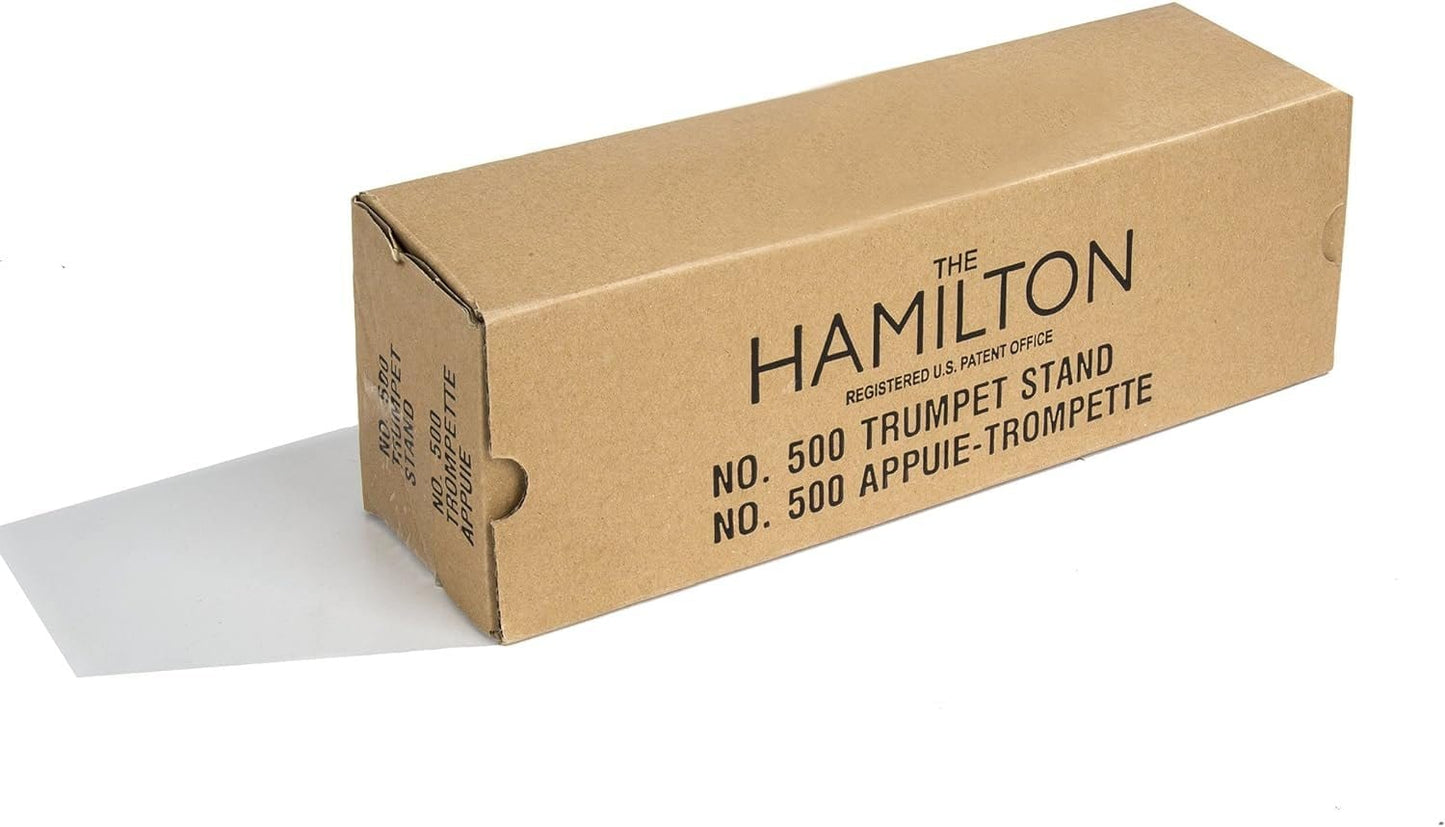 THE
HAMILTON
REGISTERED U.S. PATENT OFFICE
NO. 500 TRUMPET STAND
NO. 500 APPUIE-TROMPETTE
NO. 500
TRUMPET
STAND
NO. 500
TROMPETTE
APPUIE